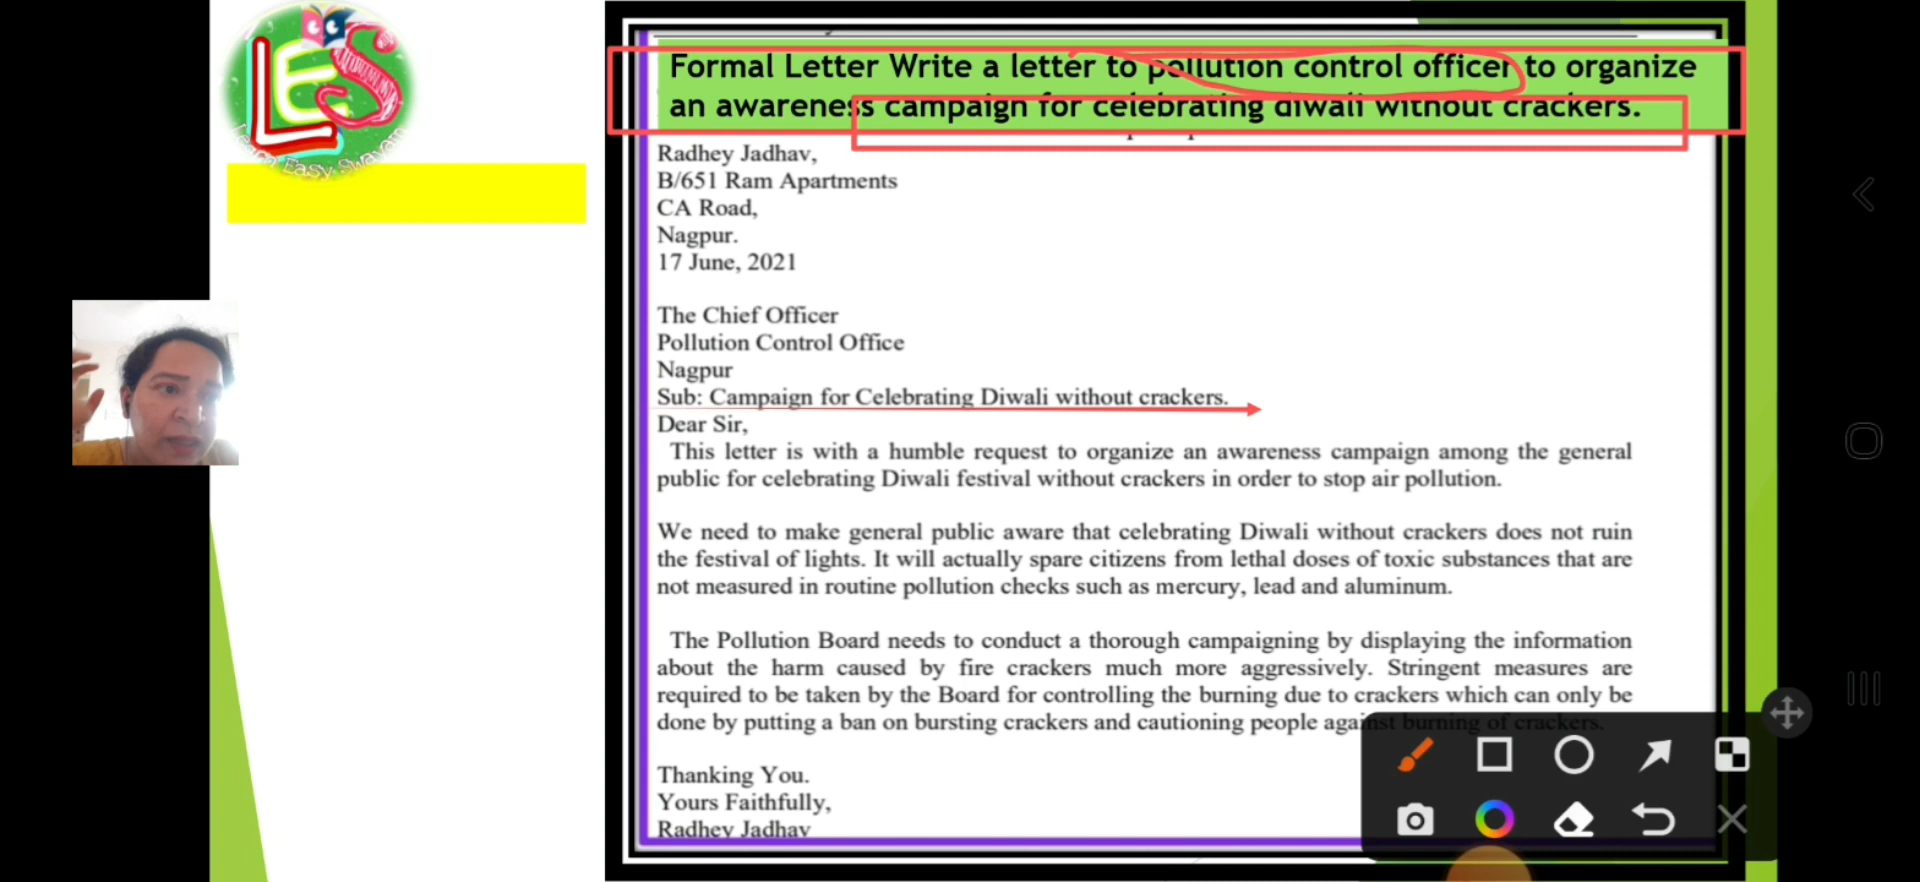 LES
Learn Easy Swayam
Formal Letter Write a letter to pollution control officer to organize
an awareness campaign for celebrating diwali without crackers.
Radhey Jadhav,
B/651 Ram Apartments
CA Road,
Nagpur.
17 June, 2021
The Chief Officer
Pollution Control Office
Nagpur
Sub: Campaign for Celebrating Diwali without crackers.
Dear Sir,
This letter is with a humble request to organize an awareness campaign among the general
public for celebrating Diwali festival without crackers in order to stop air pollution.
We need to make general public aware that celebrating Diwali without crackers does not ruin
the festival of lights. It will actually spare citizens from lethal doses of toxic substances that are
not measured in routine pollution checks such as mercury, lead and aluminum.
The Pollution Board needs to conduct a thorough campaigning by displaying the information
about the harm caused by fire crackers much more aggressively. Stringent measures are
required to be taken by the Board for controlling the burning due to crackers which can only be
done by putting a ban on bursting crackers and cautioning people against burning of crackers.
Thanking You.
Yours Faithfully,
Radhey Jadhav